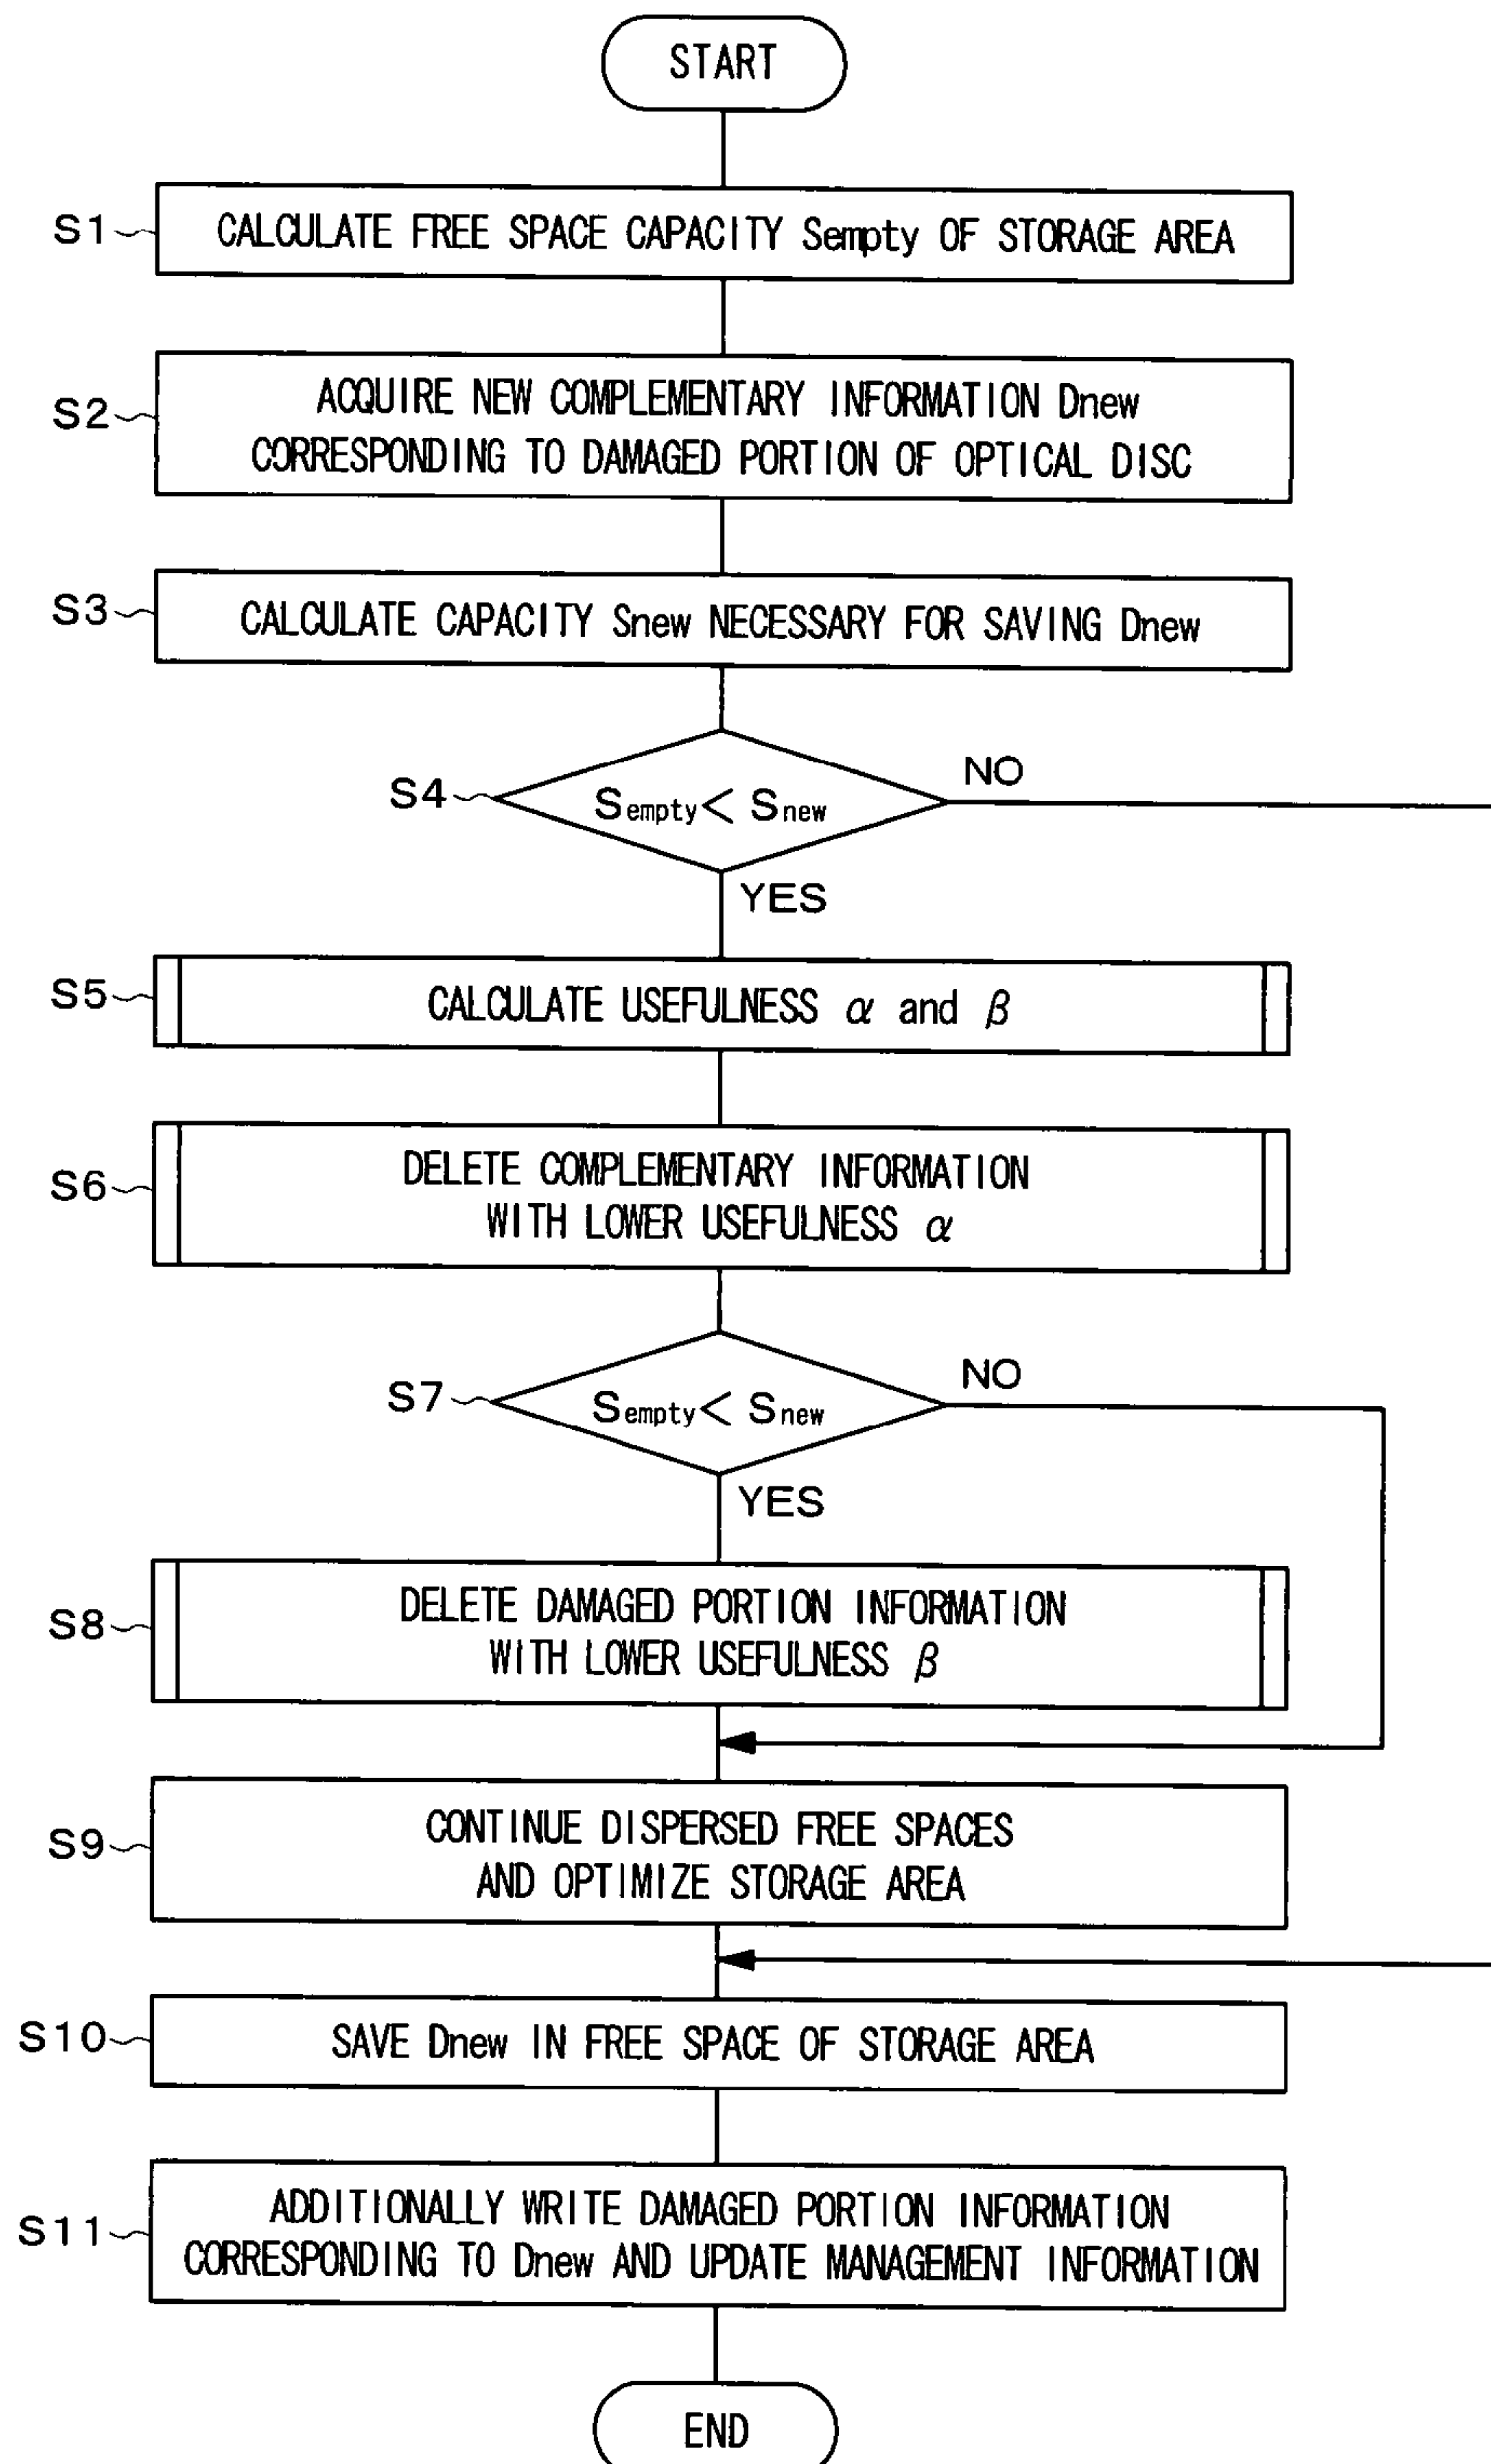 START
S1
CALCULATE FREE SPACE CAPACITY Sempty OF STORAGE AREA
S2
ACQUIRE NEW COMPLEMENTARY INFORMATION Dnew
CORRESPONDING TO DAMAGED PORTION OF OPTICAL DISC
S3
CALCULATE CAPACITY Snew NECESSARY FOR SAVING Dnew
S4
Sempty < Snew
NO
YES
S5
CALCULATE USEFULNESS α and β
S6
DELETE COMPLEMENTARY INFORMATION
WITH LOWER USEFULNESS α
S7
Sempty < Snew
NO
YES
S8
DELETE DAMAGED PORTION INFORMATION
WITH LOWER USEFULNESS β
S9
CONTINUE DISPERSED FREE SPACES
AND OPTIMIZE STORAGE AREA
S10
SAVE Dnew IN FREE SPACE OF STORAGE AREA
S11
ADDITIONALLY WRITE DAMAGED PORTION INFORMATION
CORRESPONDING TO Dnew AND UPDATE MANAGEMENT INFORMATION
END